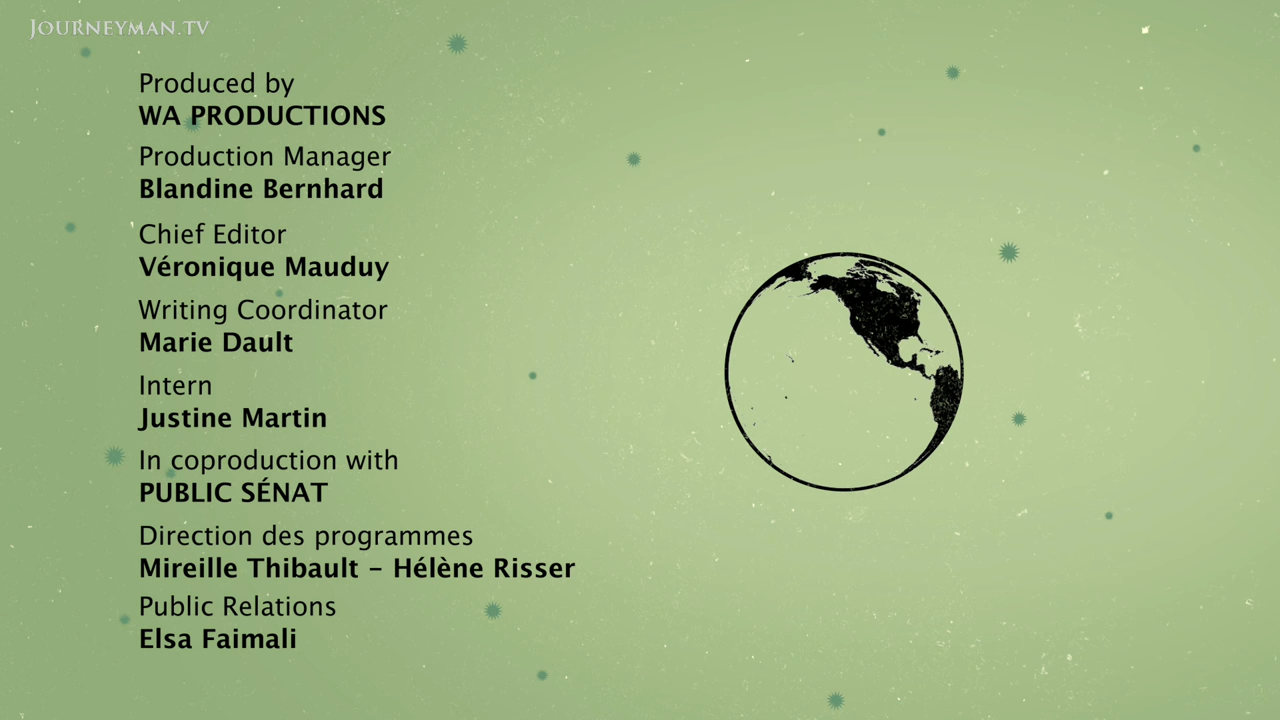 JOURNEYMAN.TV
Produced by
WA PRODUCTIONS
Production Manager
Blandine Bernhard
Chief Editor
Véronique Mauduy
Writing Coordinator
Marie Dault
Intern
Justine Martin
In coproduction with
PUBLIC SÉNAT
Direction des programmes
Mireille Thibault - Hélène Risser
Public Relations
Elsa Faimali